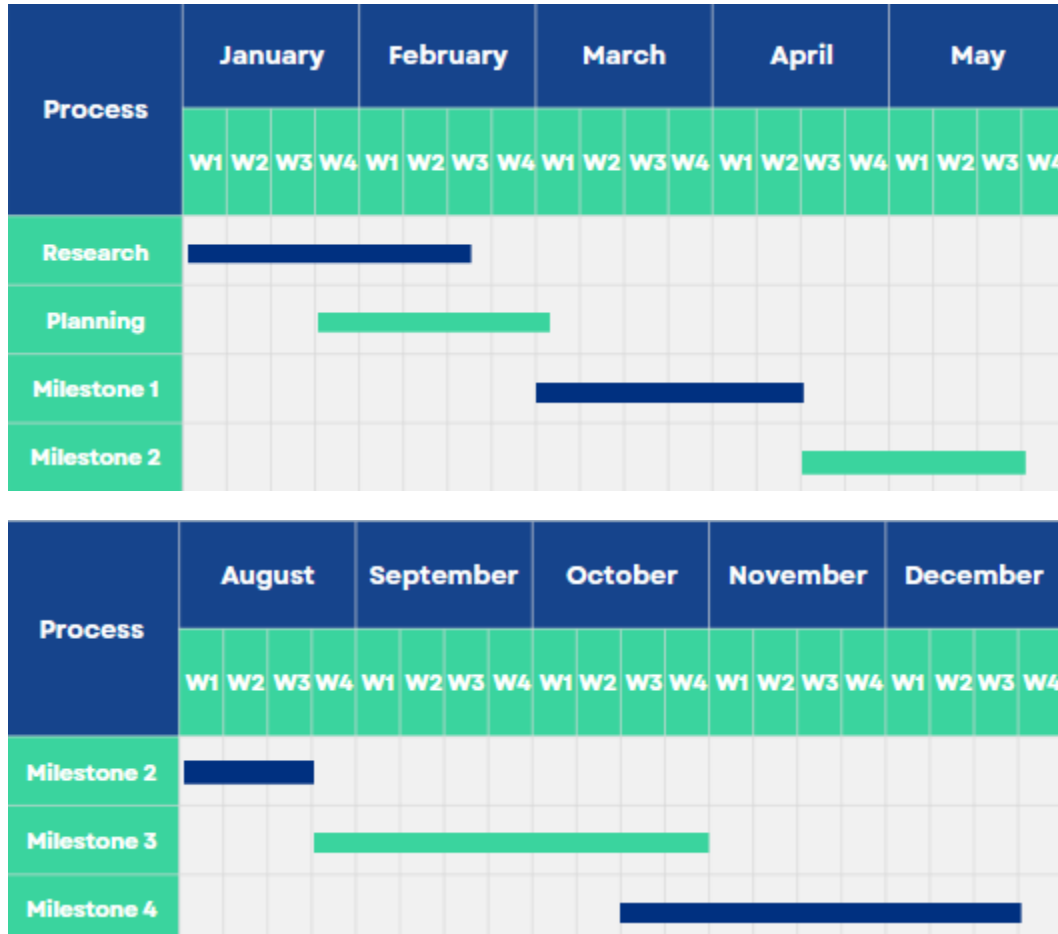 Process
January February March April May
W1 W2 W3 W4 W1 W2 W3 W4 W1 W2 W3 W4 W1 W2 W3 W4 W1 W2 W3 W4
Research
Planning
Milestone 1
Milestone 2
Process
August September October November December
W1 W2 W3 W4 W1 W2 W3 W4 W1 W2 W3 W4 W1 W2 W3 W4 W1 W2 W3 W4
Milestone 2
Milestone 3
Milestone 4